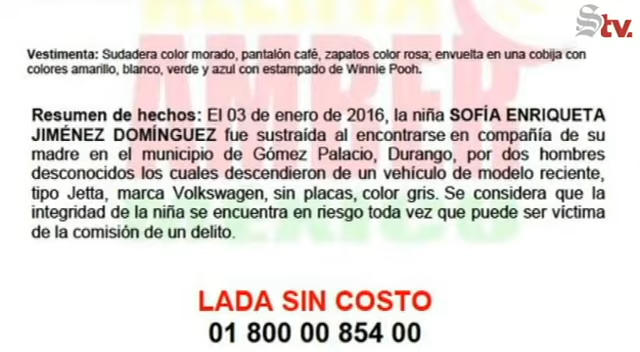 Stv.
ALERTA
AMBER
MÉXICO
Vestimenta: Sudadera color morado, pantalón café, zapatos color rosa; envuelta en una cobija con
colores amarillo, blanco, verde y azul con estampado de Winnie Pooh.
Resumen de hechos: El 03 de enero de 2016, la niña SOFÍA ENRIQUETA
JIMÉNEZ DOMÍNGUEZ fue sustraída al encontrarse en compañía de su
madre en el municipio de Gómez Palacio, Durango, por dos hombres
desconocidos los cuales descendieron de un vehículo de modelo reciente,
tipo Jetta, marca Volkswagen, sin placas, color gris. Se considera que la
integridad de la niña se encuentra en riesgo toda vez que puede ser víctima
de la comisión de un delito.
LADA SIN COSTO
01 800 00 854 00